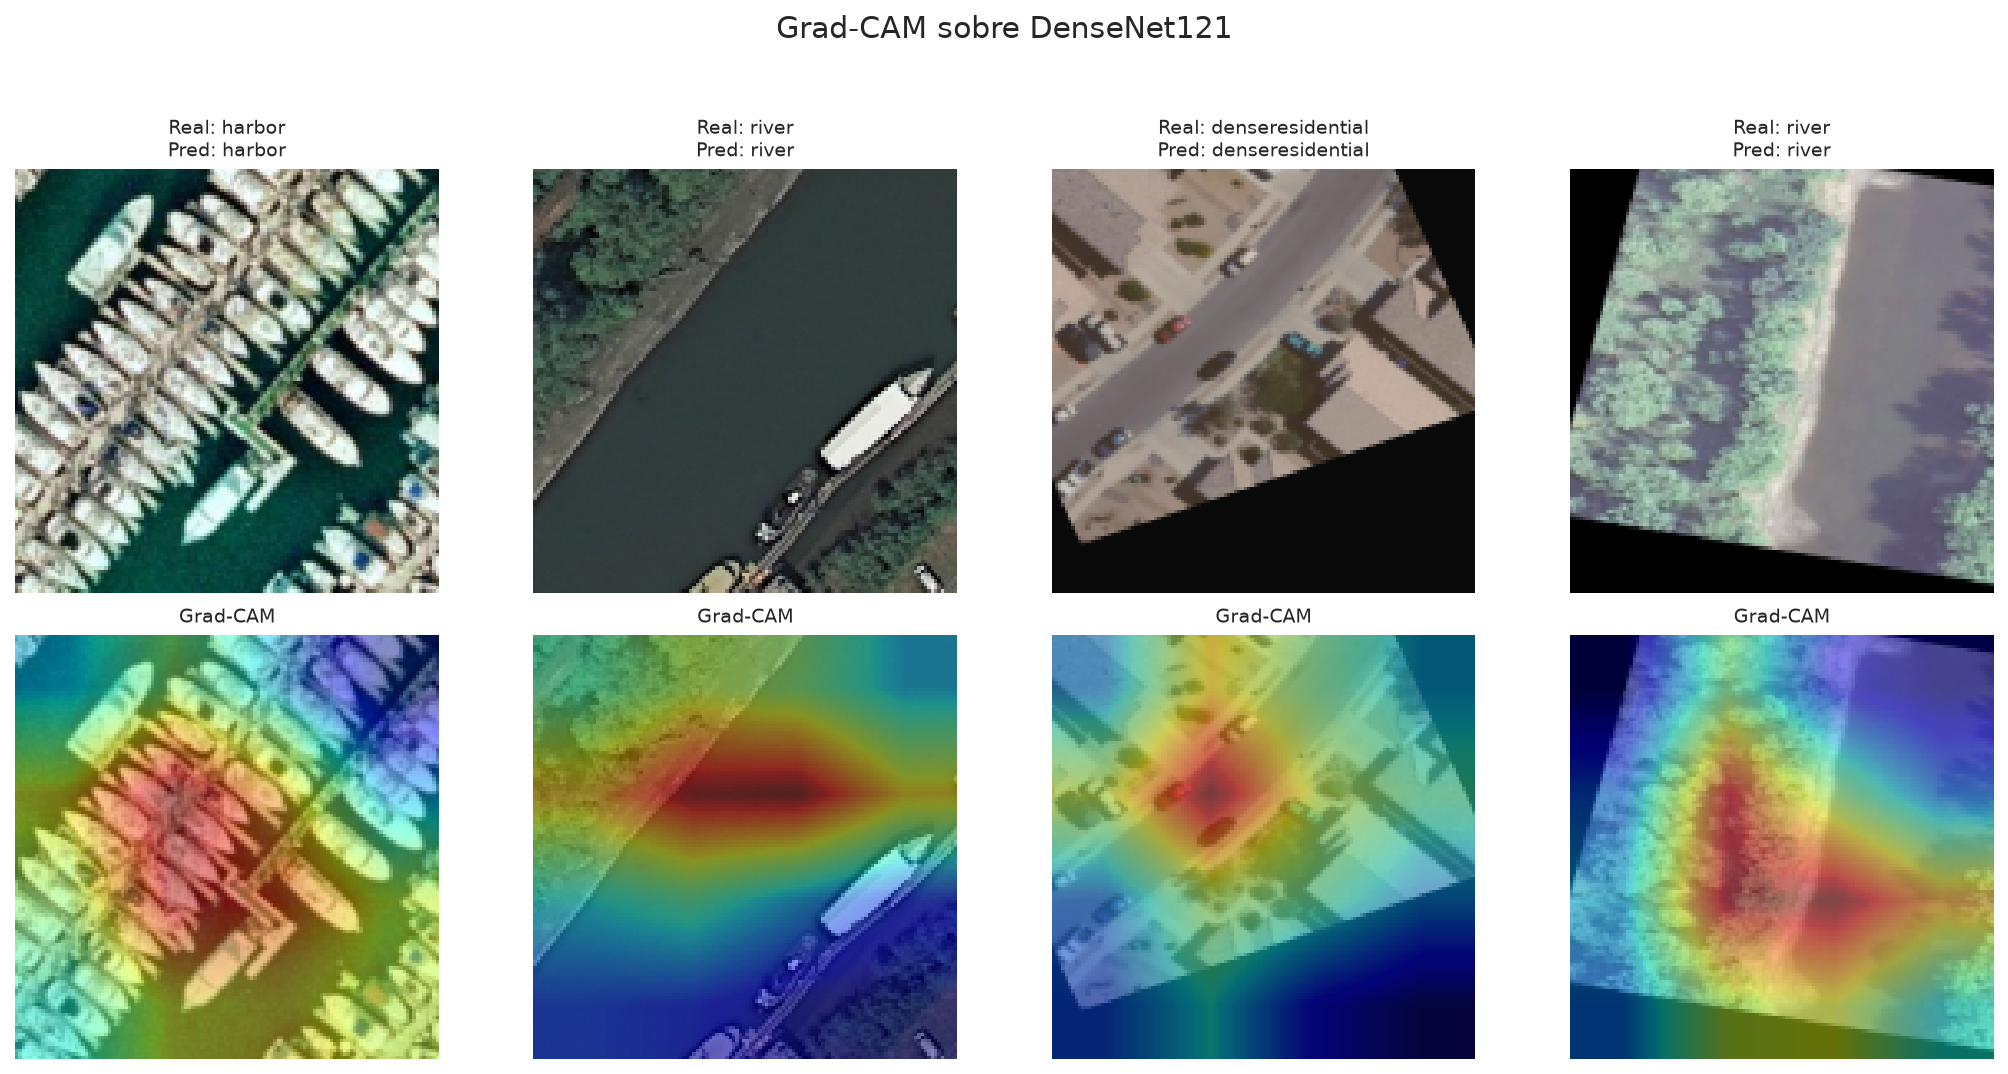 Grad-CAM sobre DenseNet121
Real: harbor
Pred: harbor
Real: river
Pred: river
Real: denseresidential
Pred: denseresidential
Real: river
Pred: river
Grad-CAM
Grad-CAM
Grad-CAM
Grad-CAM